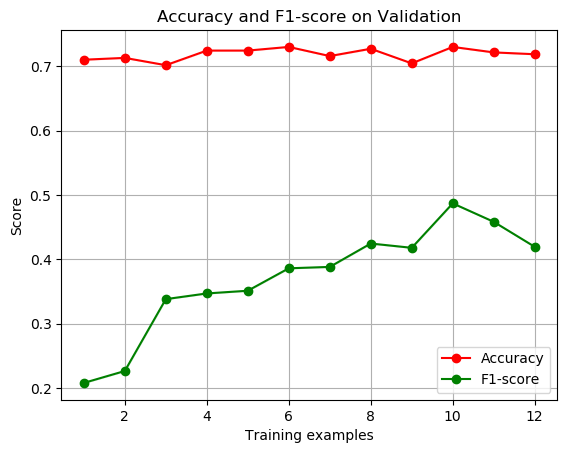 Accuracy and F1-score on Validation
Score
0.7
0.6
0.5
0.4
0.3
0.2
2 4 6 8 10 12
Training examples
Accuracy
F1-score